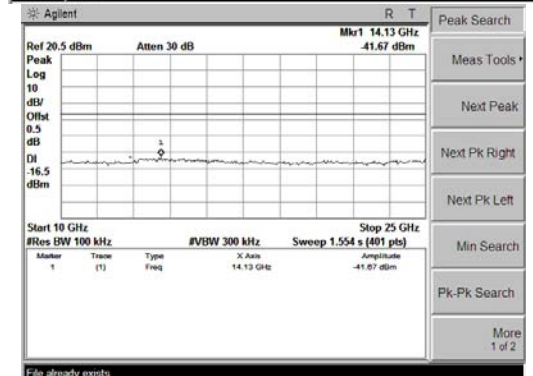 Agilent R T
Mkr1 14.13 GHz
Ref 20.5 dBm Atten 30 dB -41.67 dBm
Peak
Log
10
dB/
Offst
0.5
dB
DI
-16.5
dBm
1
Start 10 GHz Stop 25 GHz
#Res BW 100 kHz #VBW 300 kHz Sweep 1.554 s (401 pts)
Marker Trace Type X Axis Amplitude
1 (1) Freq 14.13 GHz -41.67 dBm
File already exists
Peak Search
Meas Tools
Next Peak
Next Pk Right
Next Pk Left
Min Search
Pk-Pk Search
More
1 of 2